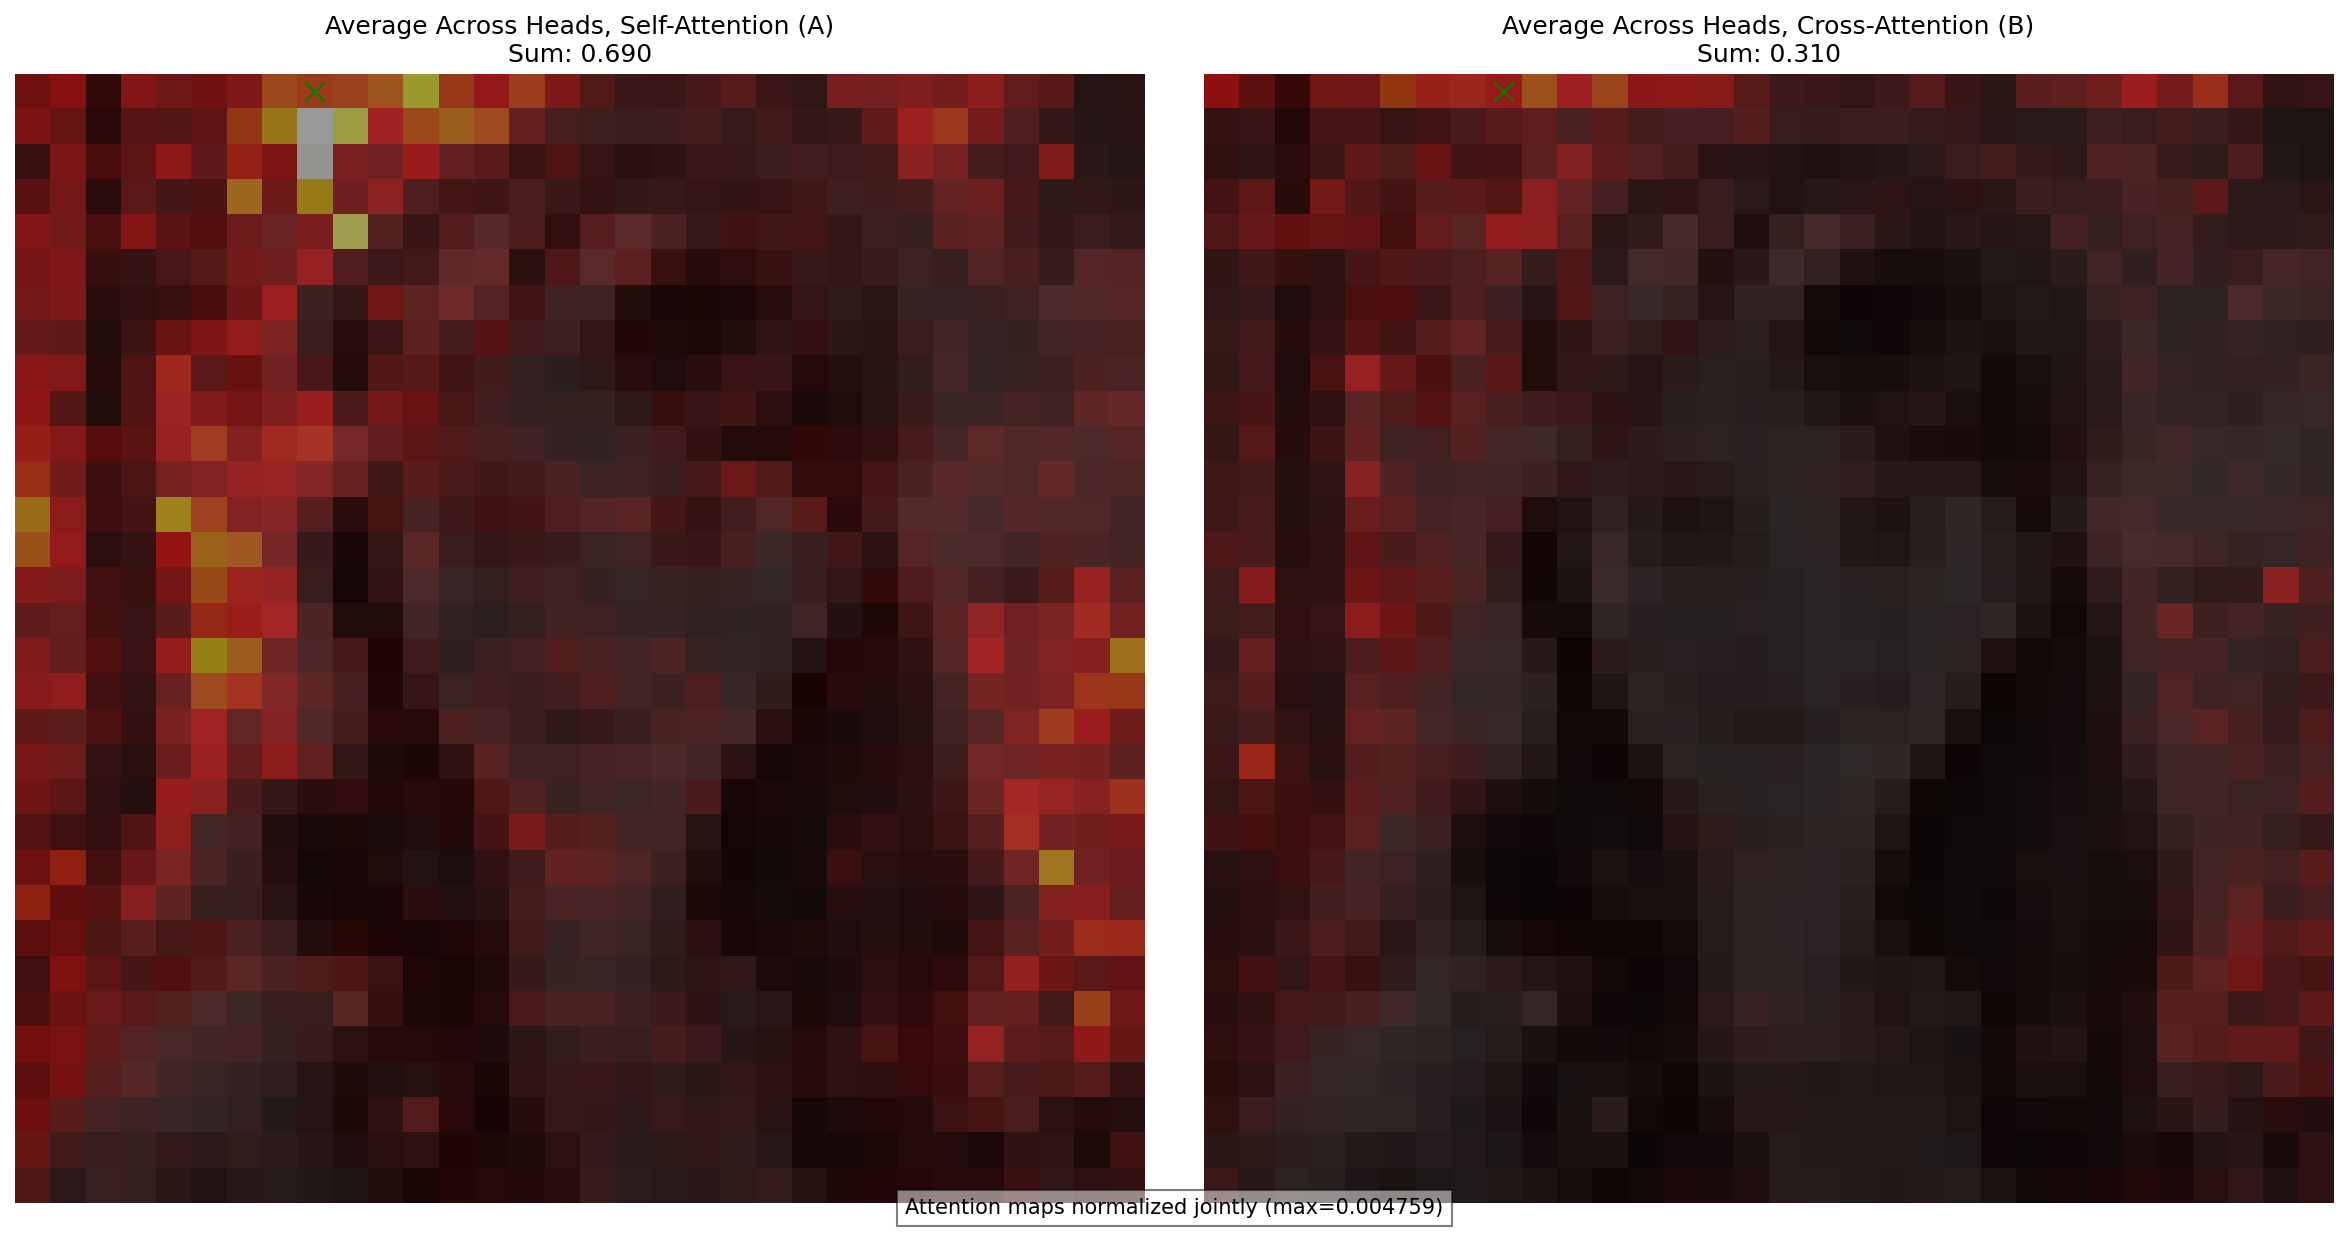 Average Across Heads, Self-Attention (A)
Sum: 0.690
Average Across Heads, Cross-Attention (B)
Sum: 0.310
Attention maps normalized jointly (max=0.004759)